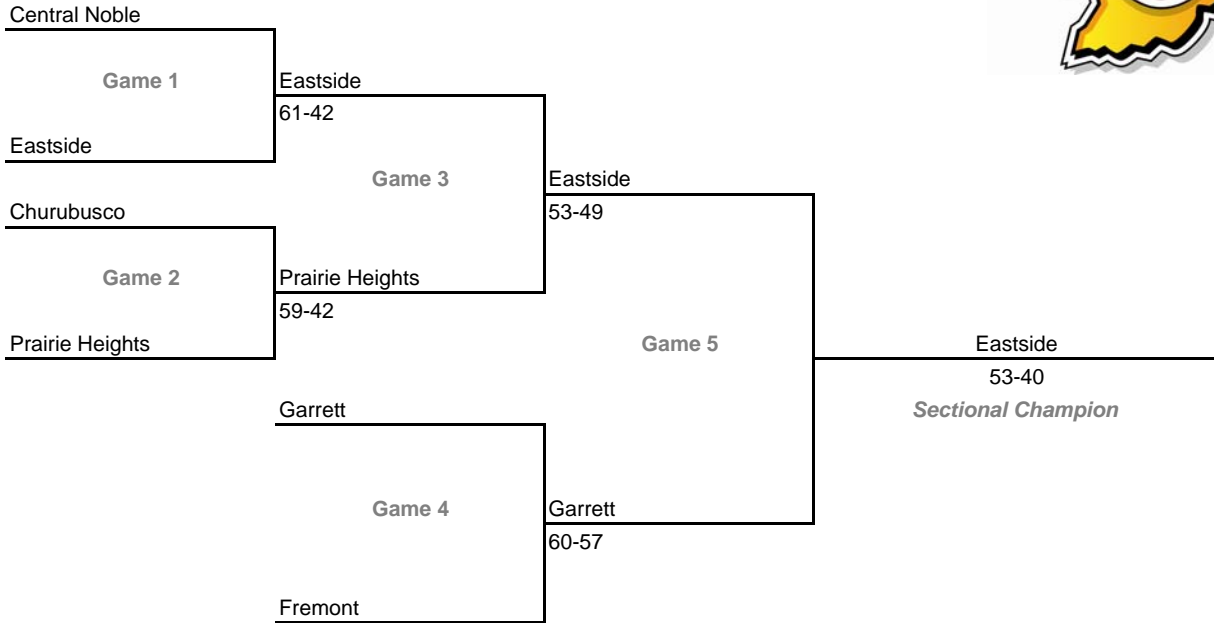 Central Noble
Game 1
Eastside
61-42
Eastside
Game 3
Eastside
53-49
Churubusco
Game 2
Prairie Heights
59-42
Prairie Heights
Game 5
Eastside
53-40
Sectional Champion
Garrett
Game 4
Garrett
60-57
Fremont